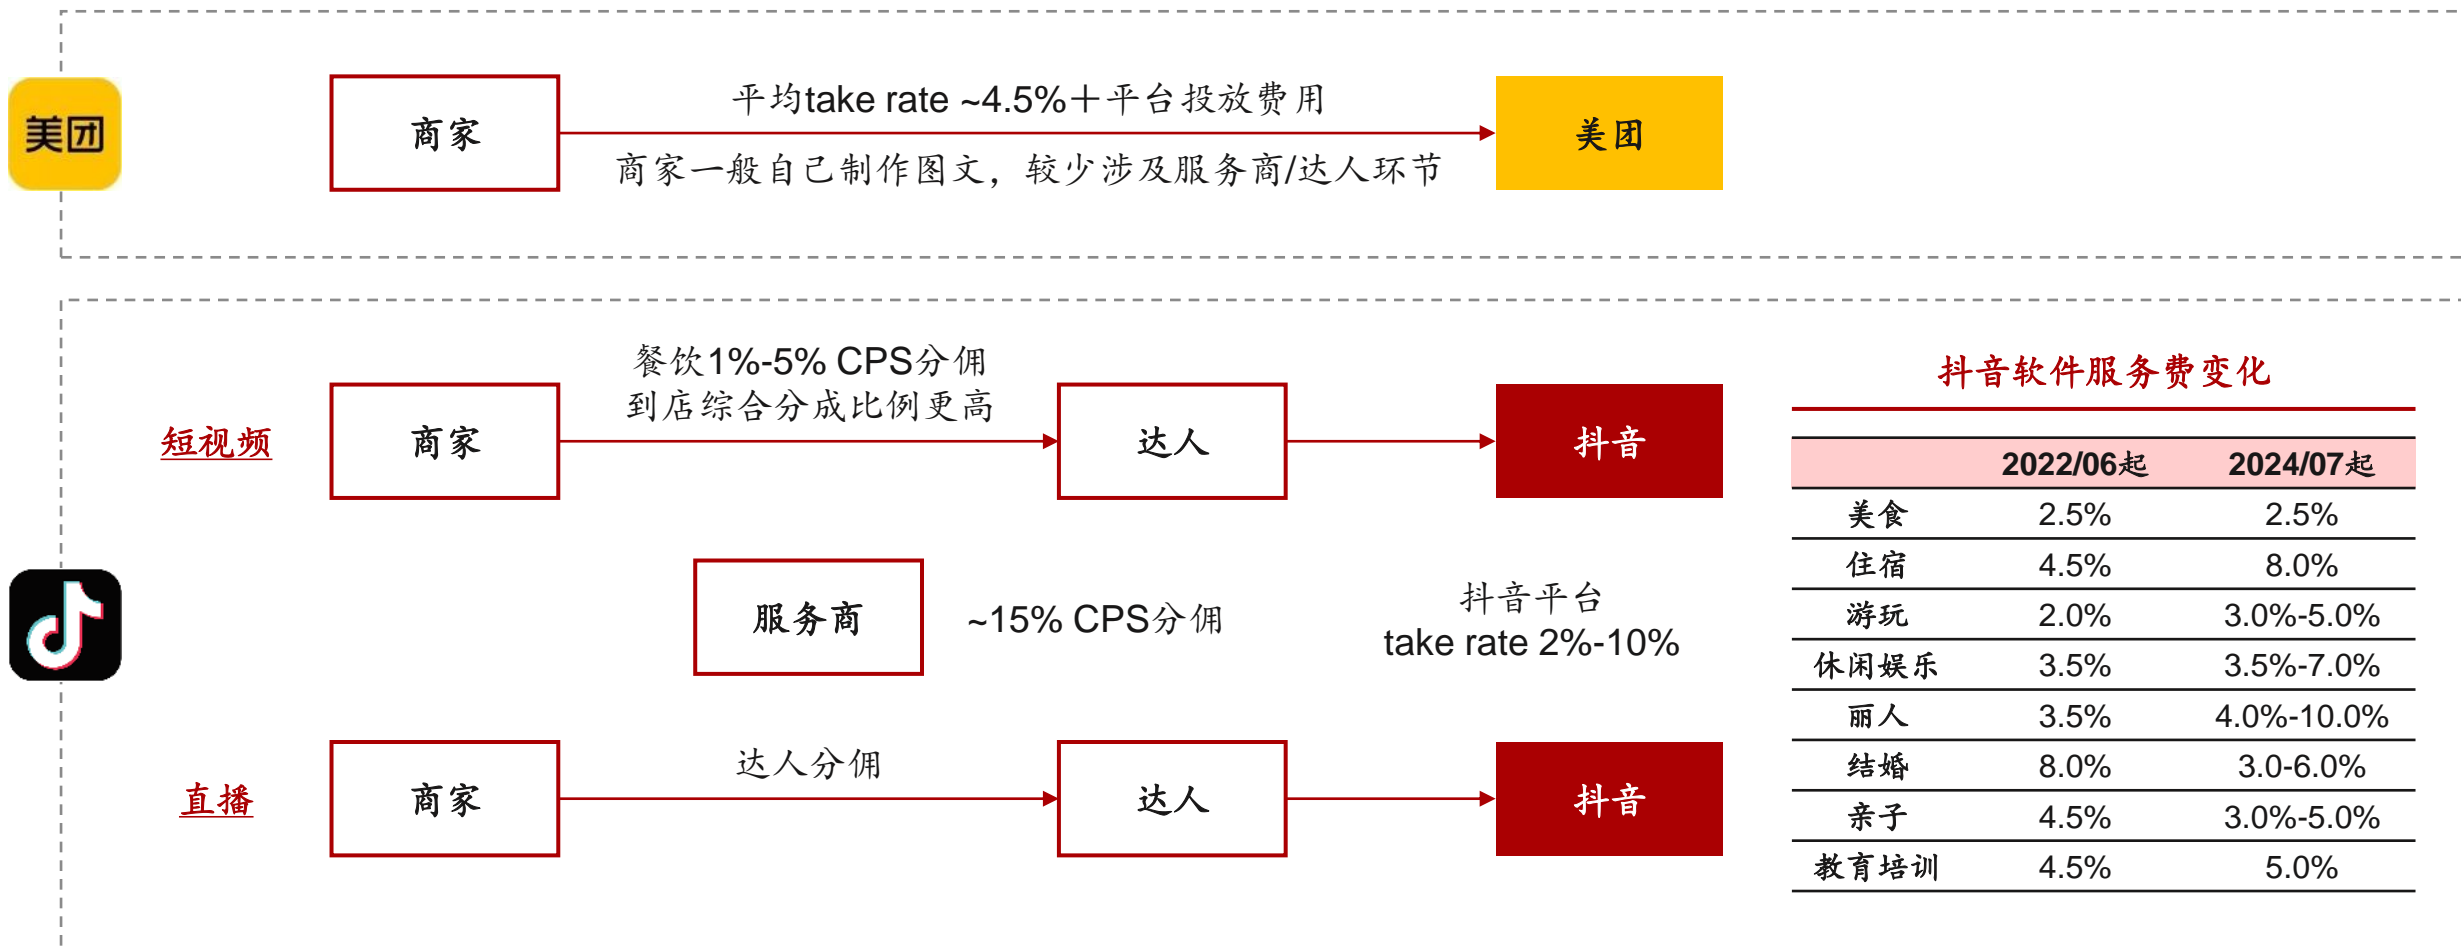 平均take rate ~4.5%+平台投放费用
美团
商家
美团
商家一般自己制作图文，较少涉及服务商/达人环节
餐饮1%-5% CPS分佣
到店综合分成比例更高
短视频
商家
达人
抖音
服务商
~15% CPS分佣
抖音平台
take rate 2%-10%
达人分佣
直播
商家
达人
抖音
抖音软件服务费变化
2022/06起 2024/07起
美食 2.5% 2.5%
住宿 4.5% 8.0%
游玩 2.0% 3.0%-5.0%
休闲娱乐 3.5% 3.5%-7.0%
丽人 3.5% 4.0%-10.0%
结婚 8.0% 3.0-6.0%
亲子 4.5% 3.0%-5.0%
教育培训 4.5% 5.0%